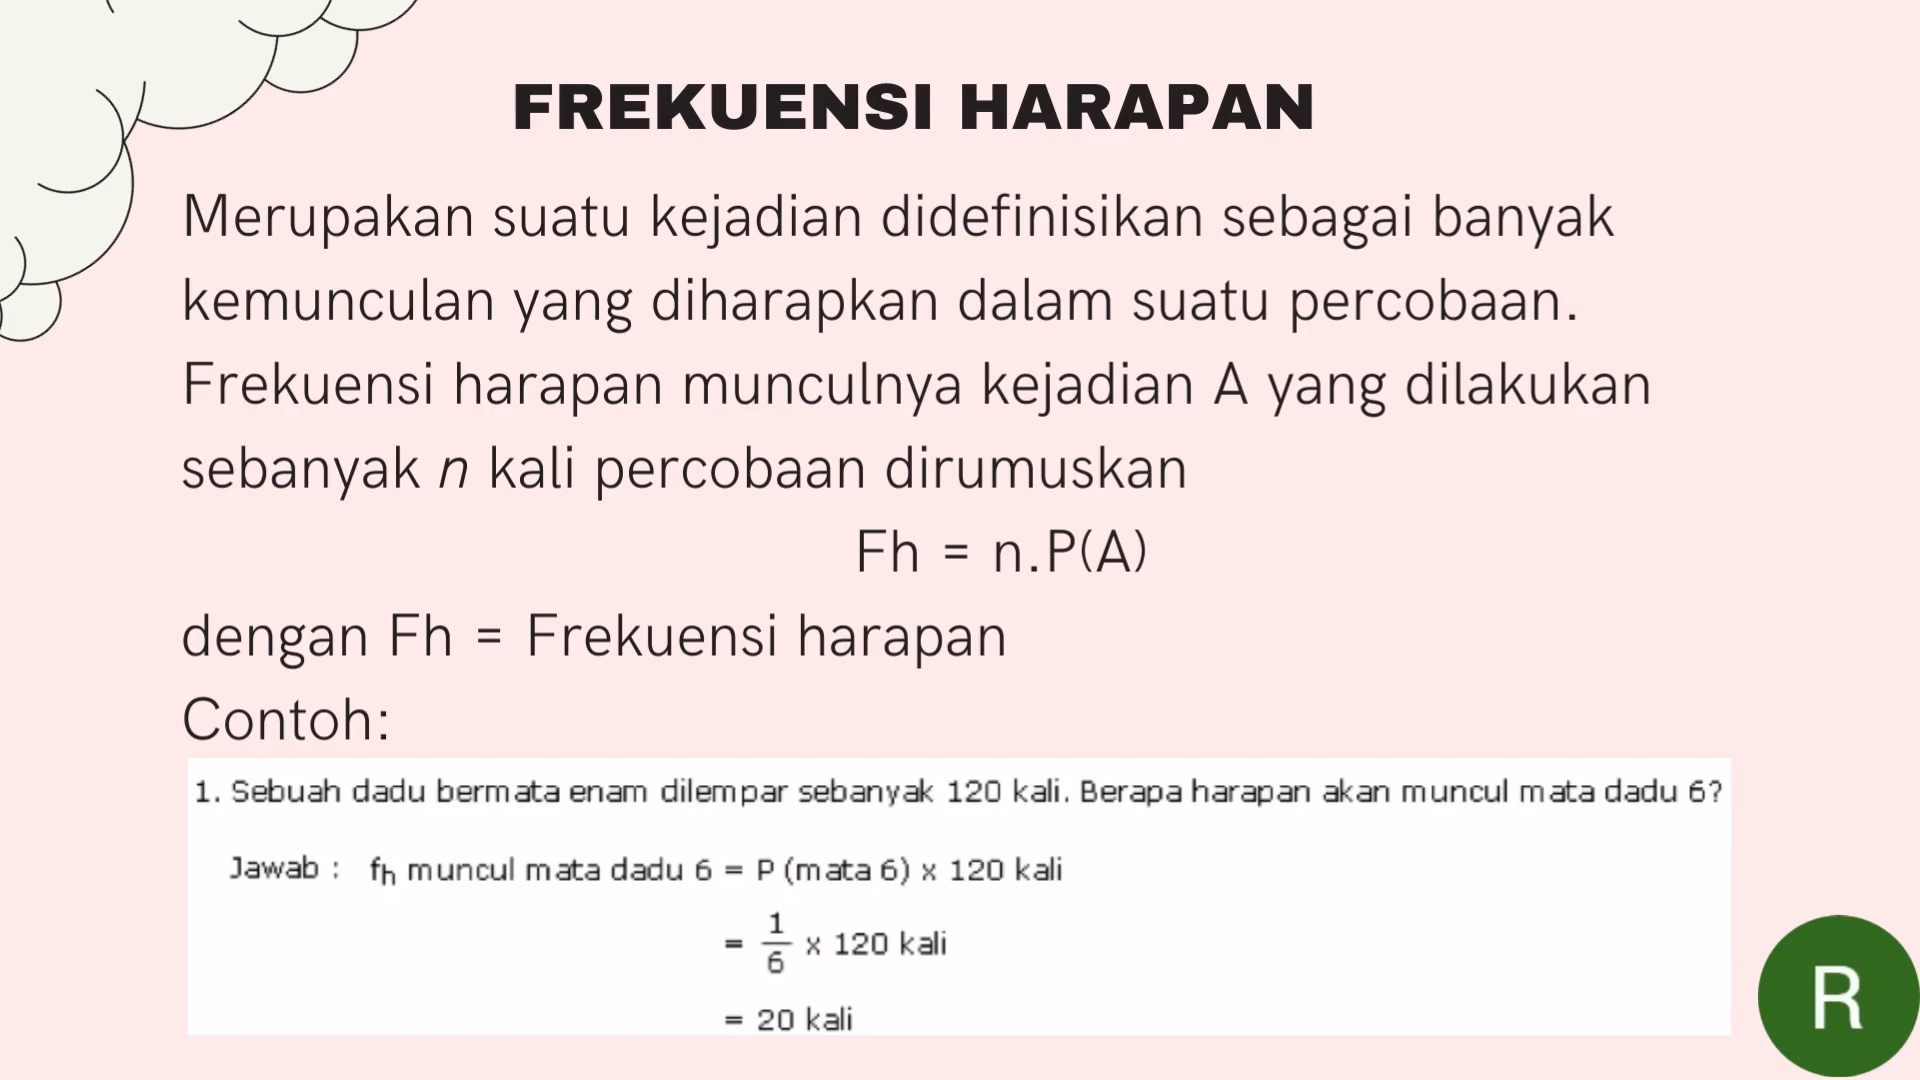 FREKUENSI HARAPAN
Merupakan suatu kejadian didefinisikan sebagai banyak
kemunculan yang diharapkan dalam suatu percobaan.
Frekuensi harapan munculnya kejadian A yang dilakukan
sebanyak n kali percobaan dirumuskan
Fh = n.P(A)
dengan Fh = Frekuensi harapan
Contoh:
1. Sebuah dadu bermata enam dilempar sebanyak 120 kali. Berapa harapan akan muncul mata dadu 6?
Jawab : fh muncul mata dadu 6 = P (mata 6) x 120 kali
= 1/6 x 120 kali
= 20 kali
R